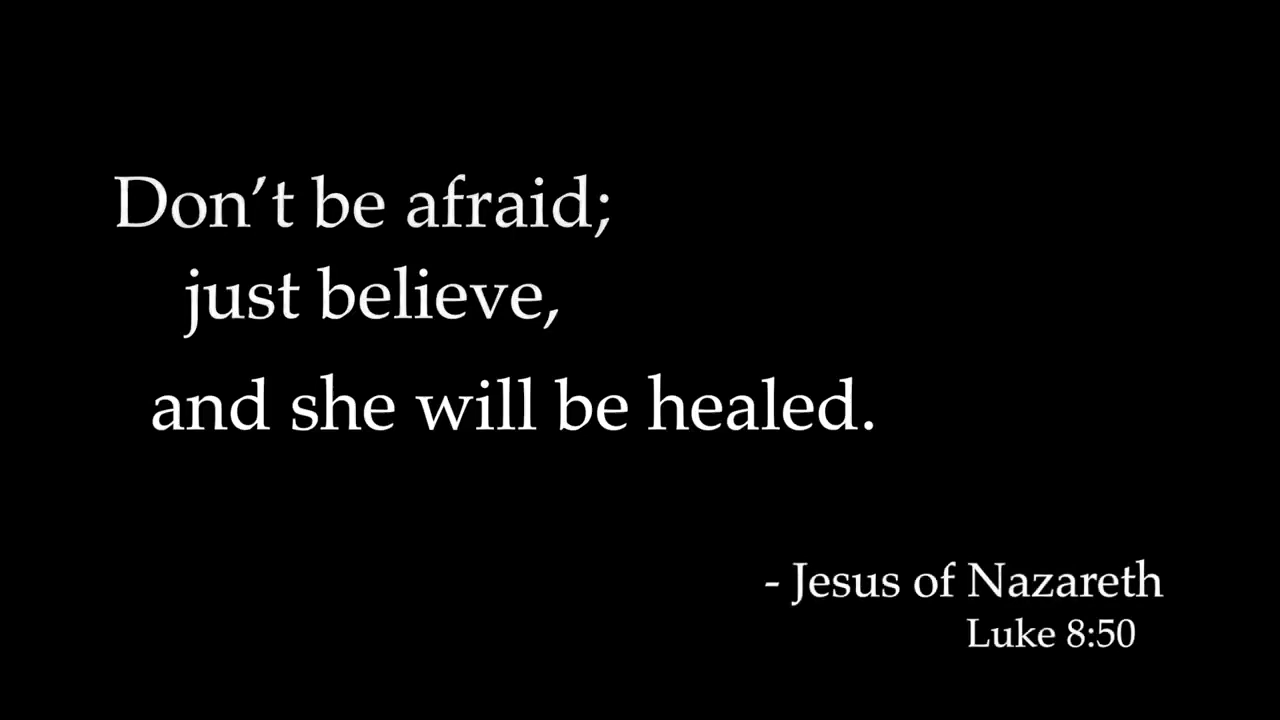 Don’t be afraid;
just believe,
and she will be healed.
- Jesus of Nazareth
Luke 8:50